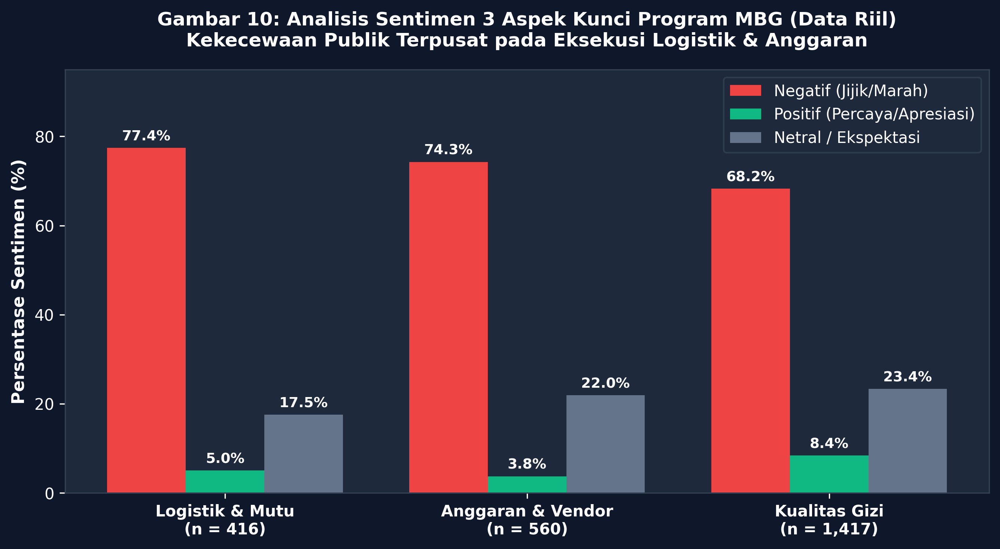 Gambar 10: Analisis Sentimen 3 Aspek Kunci Program MBG (Data Riil)
Kekecewaan Publik Terpusat pada Eksekusi Logistik & Anggaran
Negatif (Jijik/Marah)
Positif (Percaya/Apresiasi)
Netral / Ekspektasi
Persentase Sentimen (%)
80
60
40
20
0
77.4%
5.0%
17.5%
74.3%
3.8%
22.0%
68.2%
8.4%
23.4%
Logistik & Mutu
(n = 416)
Anggaran & Vendor
(n = 560)
Kualitas Gizi
(n = 1,417)